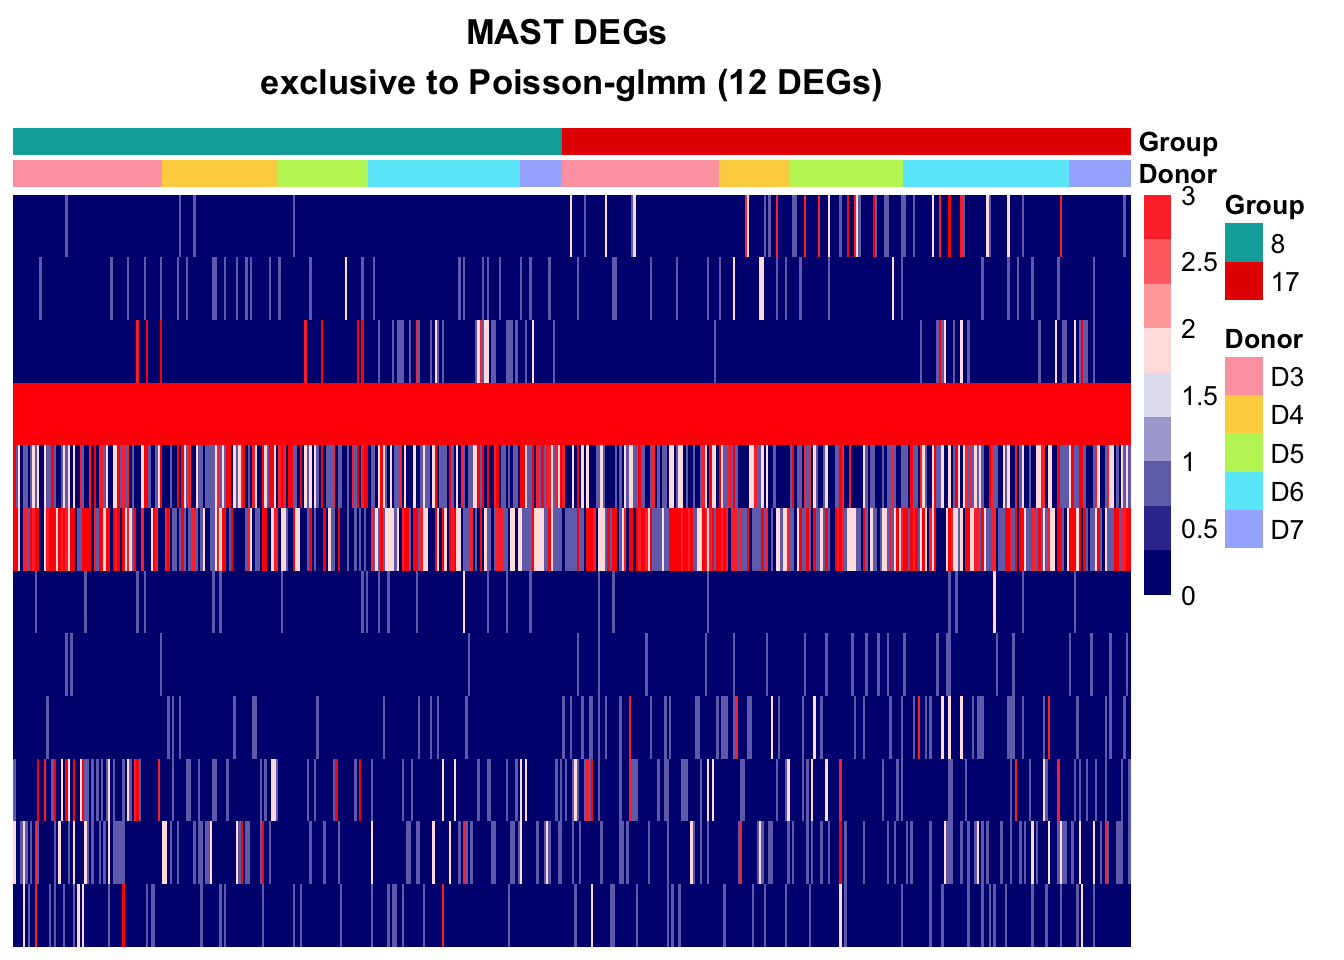 MAST DEGs
exclusive to Poisson-glmm (12 DEGs)
Group
Donor
3
2.5
2
1.5
1
0.5
0
Group
8
17
Donor
D3
D4
D5
D6
D7